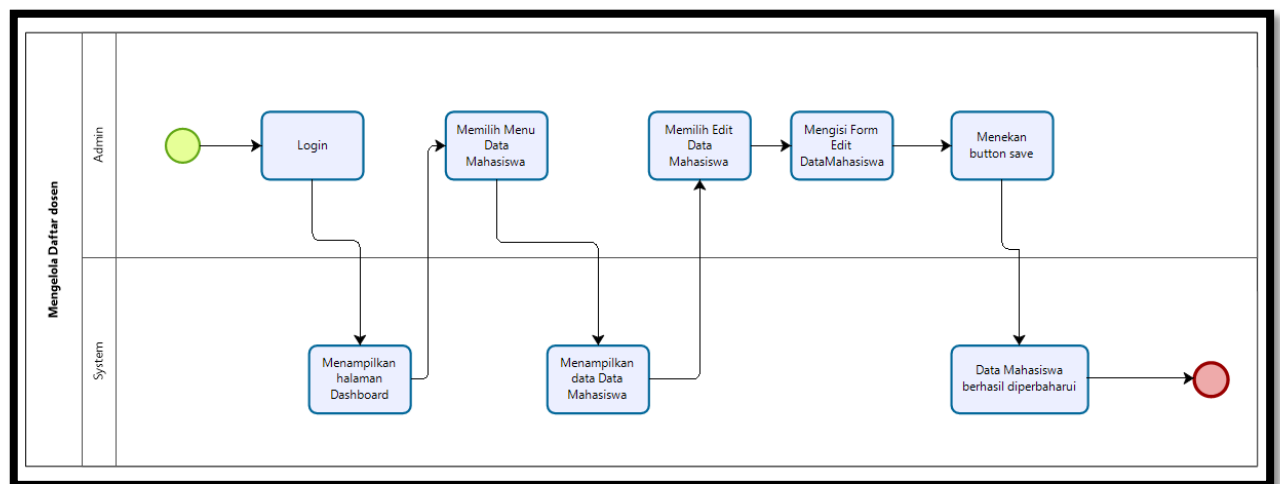 Mengelola Daftar dosen
Admin
Login
Memilih Menu
Data
Mahasiswa
Memilih Edit
Data
Mahasiswa
Mengisi Form
Edit
DataMahasiswa
Menekan
button save
System
Menampilkan
halaman
Dashboard
Menampilkan
data Data
Mahasiswa
Data Mahasiswa
berhasil diperbaharui